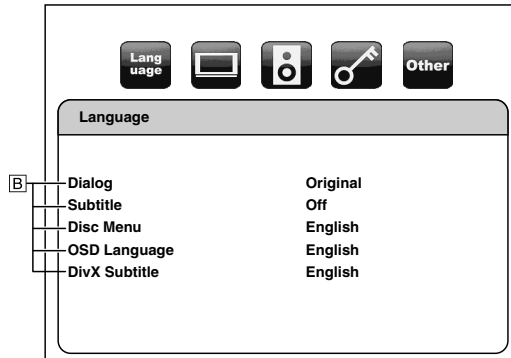 Lang
uage
Other
Language
B
Dialog Original
Subtitle Off
Disc Menu English
OSD Language English
DivX Subtitle English